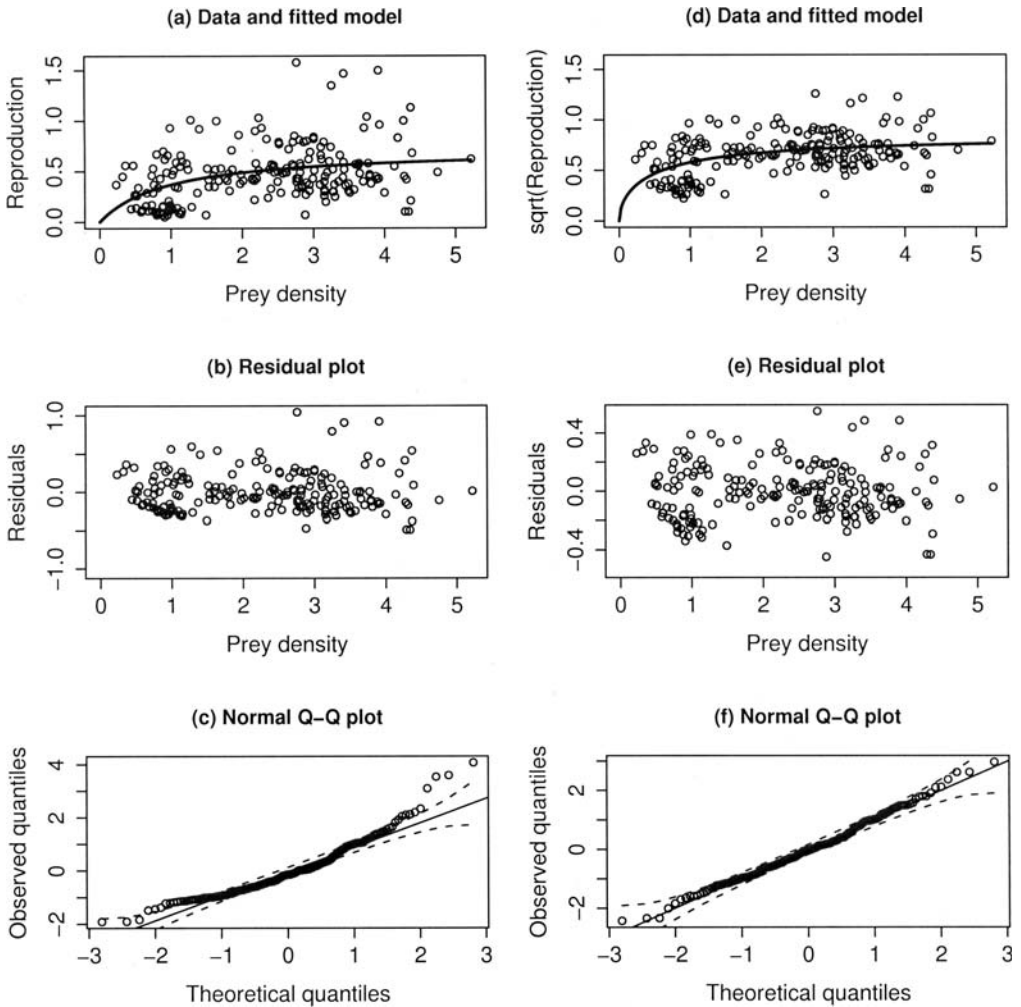 (a) Data and fitted model
Reproduction
0.0 0.5 1.0 1.5
0 1 2 3 4 5
Prey density
(b) Residual plot
Residuals
−1.0 0.0 1.0
0 1 2 3 4 5
Prey density
(c) Normal Q−Q plot
Observed quantiles
−2 0 2 4
−3 −2 −1 0 1 2 3
Theoretical quantiles
(d) Data and fitted model
sqrt(Reproduction)
0.0 0.5 1.0 1.5
0 1 2 3 4 5
Prey density
(e) Residual plot
Residuals
−0.4 0.0 0.4
0 1 2 3 4 5
Prey density
(f) Normal Q−Q plot
Observed quantiles
−2 0 2
−3 −2 −1 0 1 2 3
Theoretical quantiles